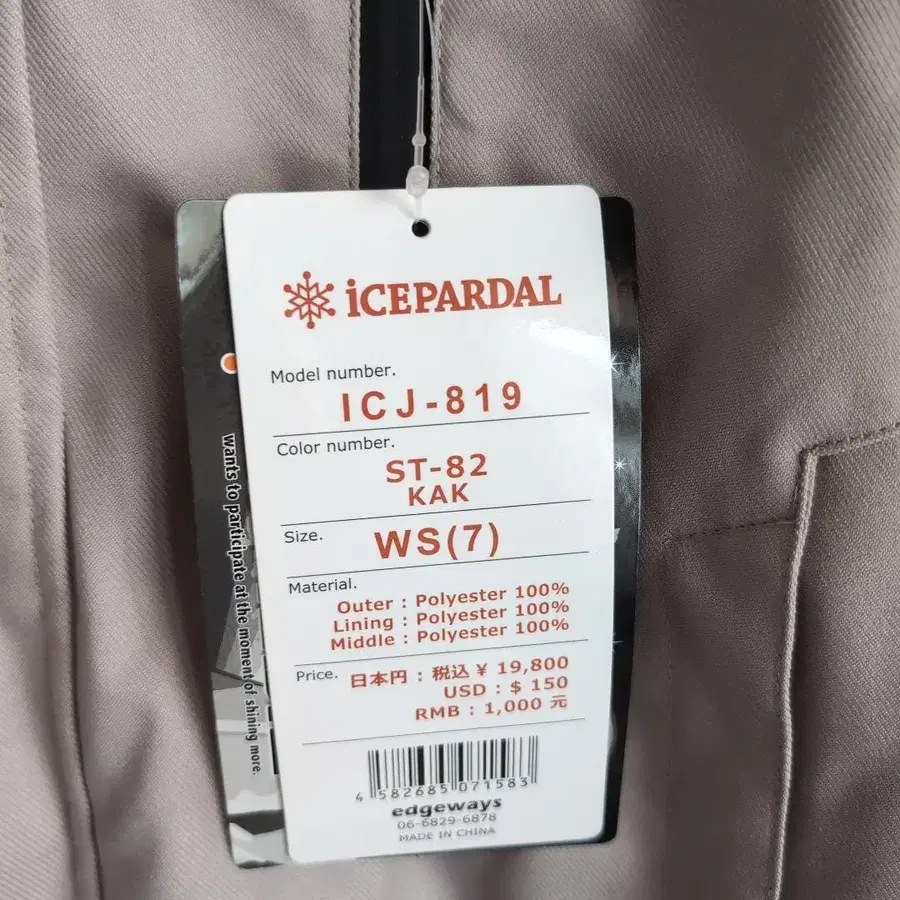 iCEPARDAL
Model number.
ICJ-819
Color number.
ST-82
KAK
Size.
WS(7)
Material.
Outer : Polyester 100%
Lining : Polyester 100%
Middle : Polyester 100%
Price.
日本円 : 税込 ¥ 19,800
USD : $ 150
RMB : 1,000 元
4 582685 071583
edgeways
06-6829-6878
MADE IN CHINA
wants to participate at the moment of shining more.